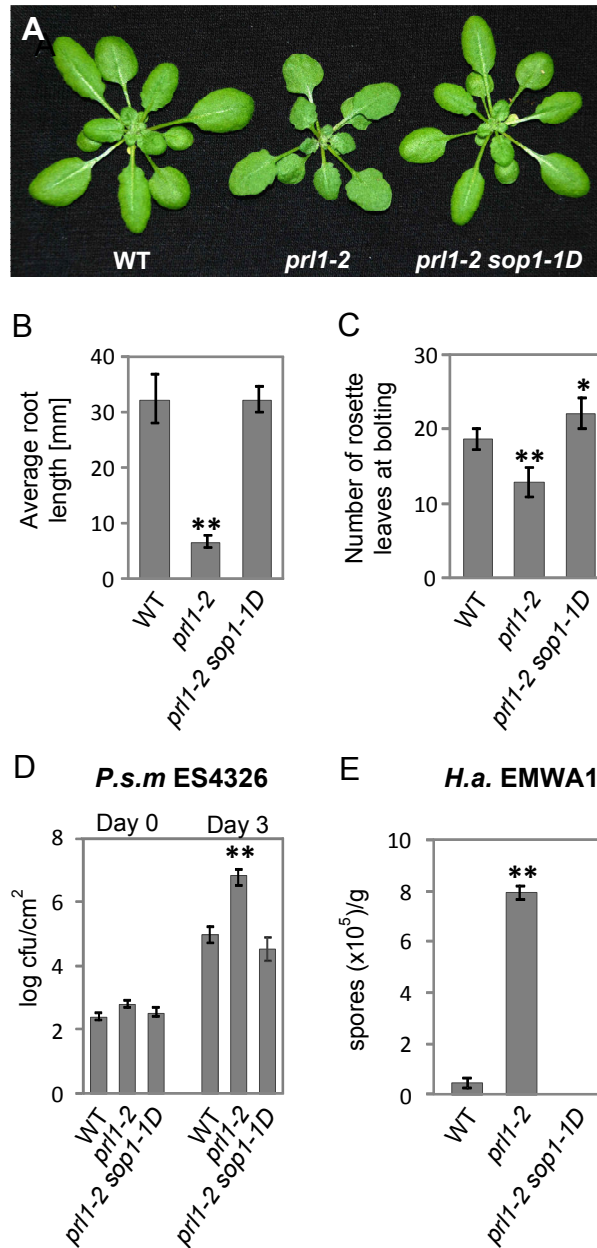 A
A
WT prl1-2 prl1-2 sop1-1D
B
Average root
length [mm]
40
30
20
10
0
WT
prl1-2
prl1-2 sop1-1D
**
C
Number of rosette
leaves at bolting
30
20
10
0
WT
prl1-2
prl1-2 sop1-1D
**
*
D
P.s.m ES4326
Day 0 Day 3
log cfu/cm²
8
6
4
2
0
**
WT
prl1-2
prl1-2 sop1-1D
WT
prl1-2
prl1-2 sop1-1D
E
H.a. EMWA1
spores (x10⁵)/g
10
8
6
4
2
0
**
WT
prl1-2
prl1-2 sop1-1D